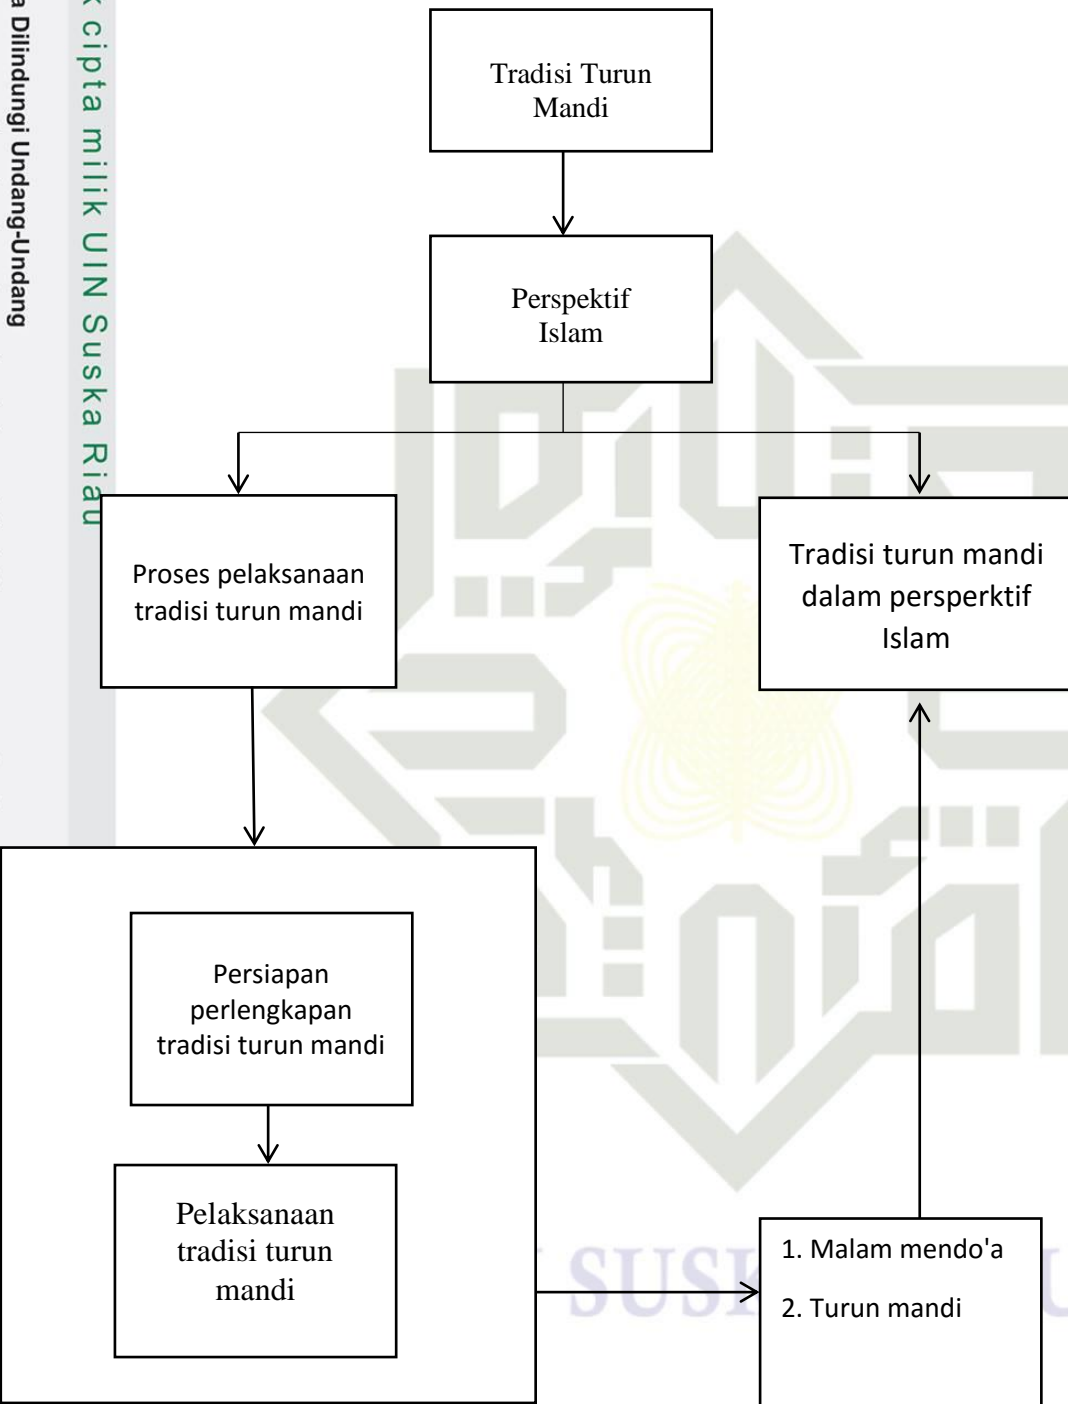 k cipta milik UIN Suska Riau
a Dilindungi Undang-Undang
Tradisi Turun
Mandi
Perspektif
Islam
Proses pelaksanaan
tradisi turun mandi
Tradisi turun mandi
dalam persperktif
Islam
Persiapan
perlengkapan
tradisi turun mandi
Pelaksanaan
tradisi turun
mandi
1. Malam mendo'a
2. Turun mandi